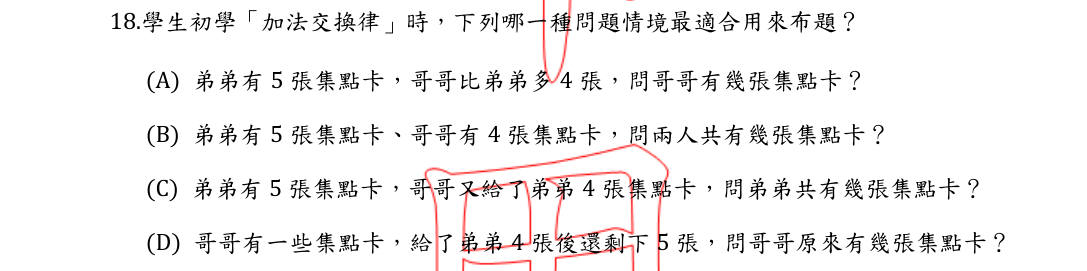 18.學生初學「加法交換律」時，下列哪一種問題情境最適合用來布題？
(A) 弟弟有 5 張集點卡，哥哥比弟弟多 4 張，問哥哥有幾張集點卡？
(B) 弟弟有 5 張集點卡、哥哥有 4 張集點卡，問兩人共有幾張集點卡？
(C) 弟弟有 5 張集點卡，哥哥又給了弟弟 4 張集點卡，問弟弟共有幾張集點卡？
(D) 哥哥有一些集點卡，給了弟弟 4 張後還剩下 5 張，問哥哥原來有幾張集點卡？